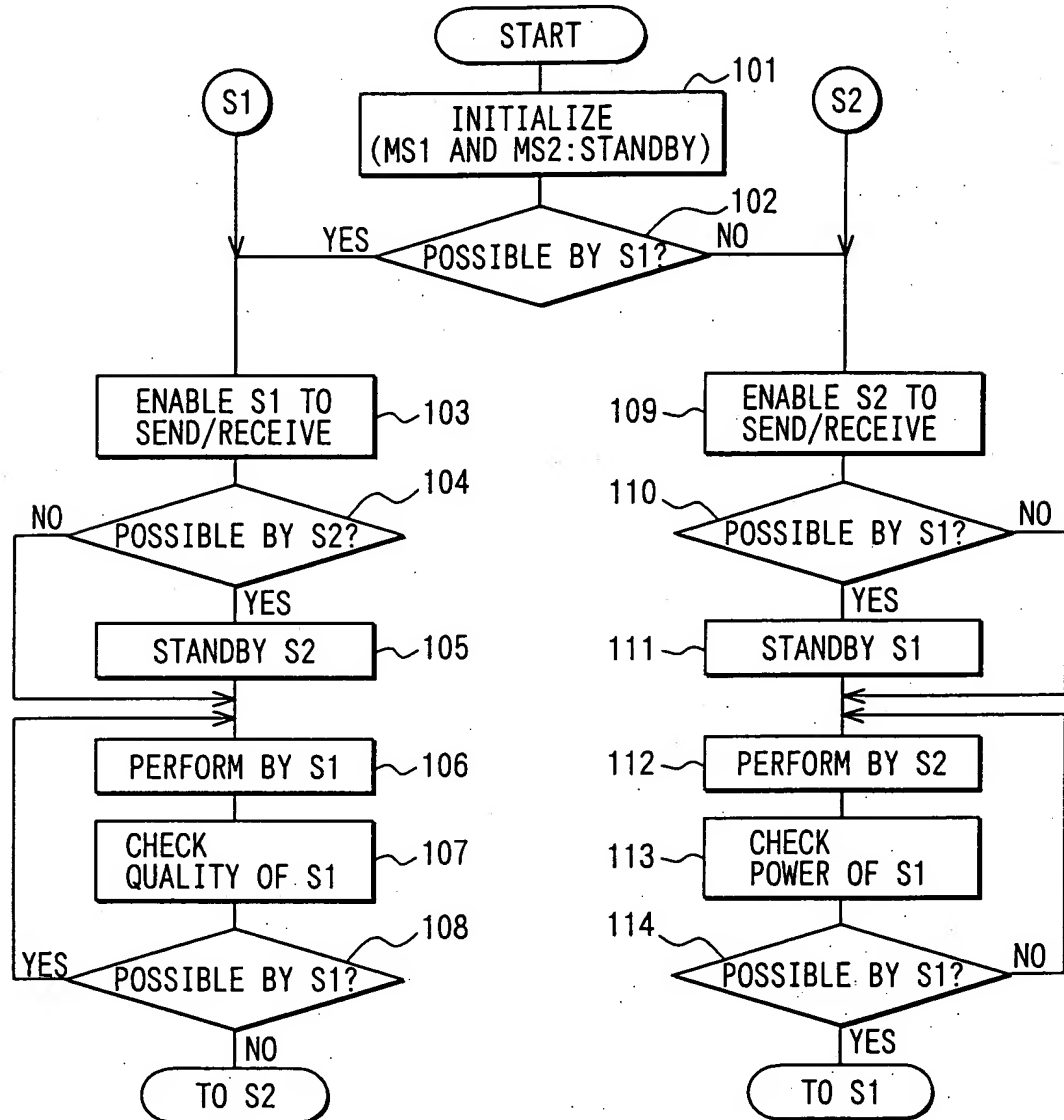 START
101
S1
INITIALIZE
(MS1 AND MS2:STANDBY)
S2
102
YES
POSSIBLE BY S1?
NO
ENABLE S1 TO
SEND/RECEIVE
103
104
NO
POSSIBLE BY S2?
YES
STANDBY S2
105
PERFORM BY S1
106
CHECK
QUALITY OF S1
107
108
YES
POSSIBLE BY S1?
NO
TO S2
109
ENABLE S2 TO
SEND/RECEIVE
110
POSSIBLE BY S1?
NO
YES
111
STANDBY S1
112
PERFORM BY S2
113
CHECK
POWER OF S1
114
POSSIBLE BY S1?
NO
YES
TO S1